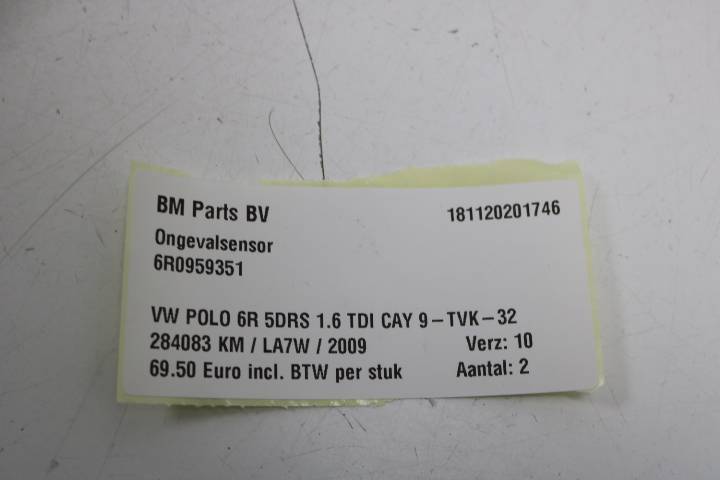 BM Parts BV 181120201746
Ongevalsensor
6R0959351
VW POLO 6R 5DRS 1.6 TDI CAY 9-TVK-32
284083 KM / LA7W / 2009 Verz: 10
69.50 Euro incl. BTW per stuk Aantal: 2